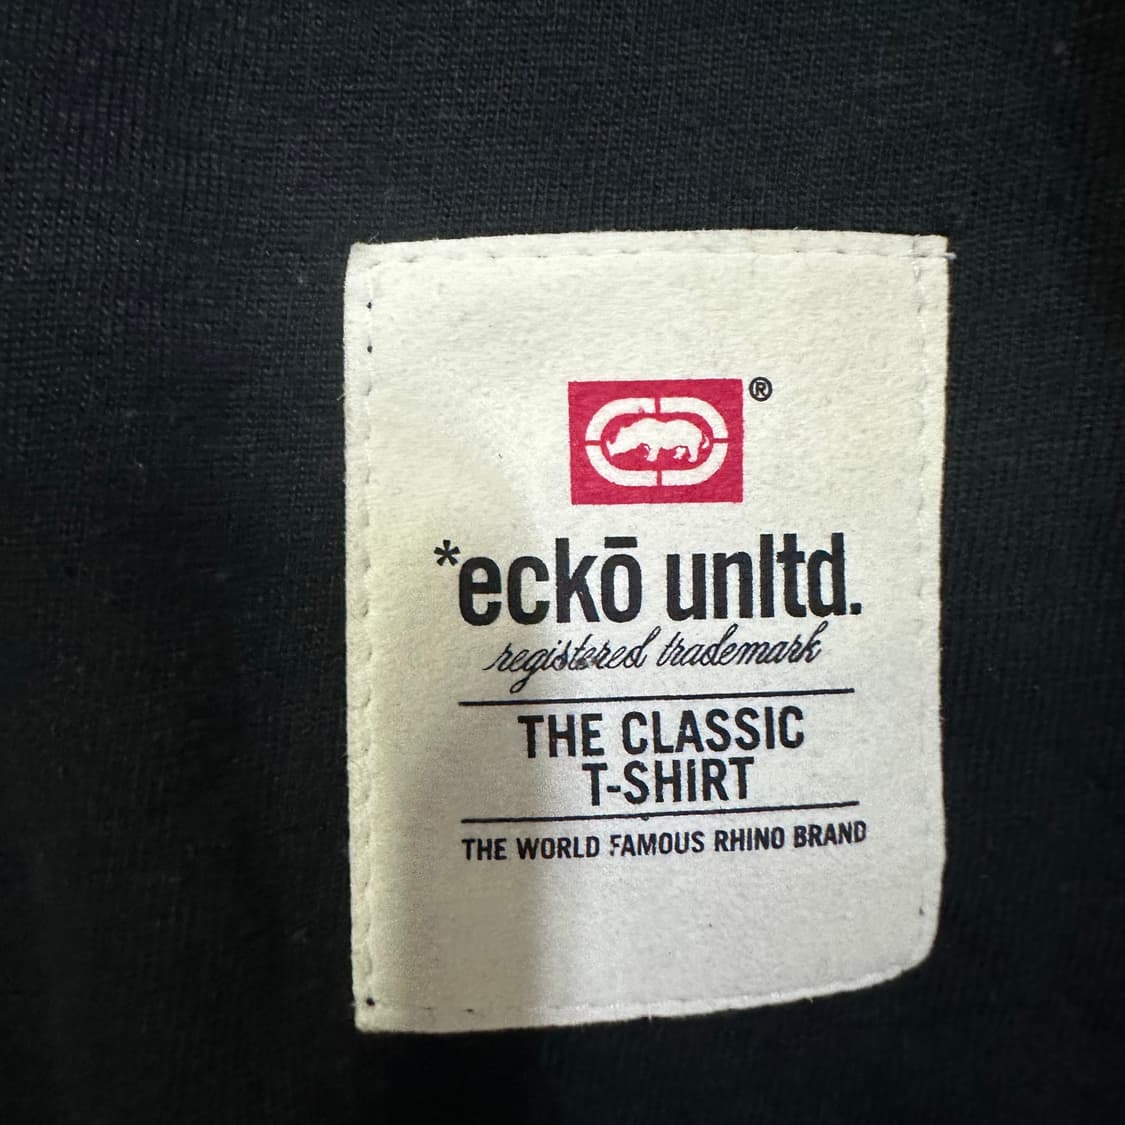 ®
*eckō unltd.
registered trademark
THE CLASSIC
T-SHIRT
THE WORLD FAMOUS RHINO BRAND